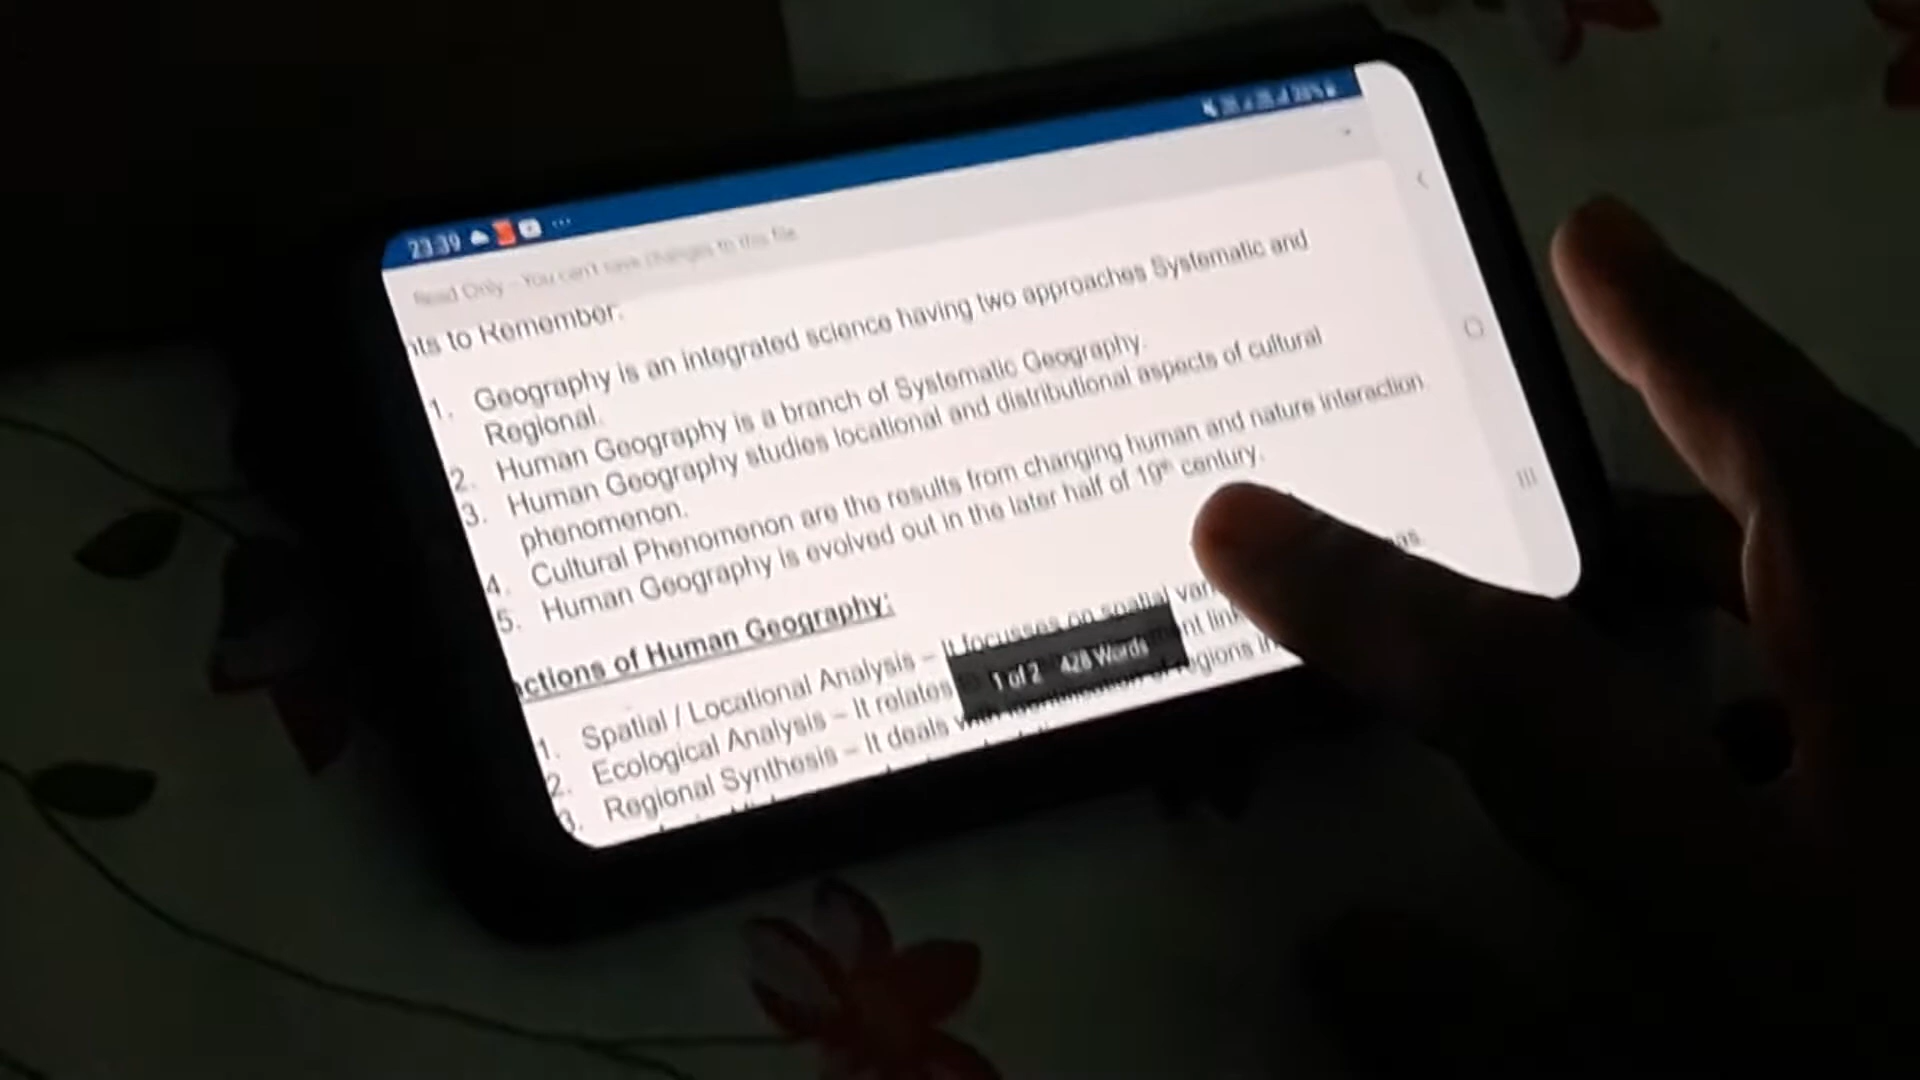 23:39
Read Only - You can't save changes to this file
nts to Remember:
1. Geography is an integrated science having two approaches Systematic and
Regional.
2. Human Geography is a branch of Systematic Geography.
3. Human Geography studies locational and distributional aspects of cultural
phenomenon.
4. Cultural Phenomenon are the results from changing human and nature interaction.
5. Human Geography is evolved out in the later half of 19th century.
ctions of Human Geography:
1. Spatial / Locational Analysis – It focusses on spatial
2. Ecological Analysis – It relates
3. Regional Synthesis – It deals regions
1 of 2 428 Words